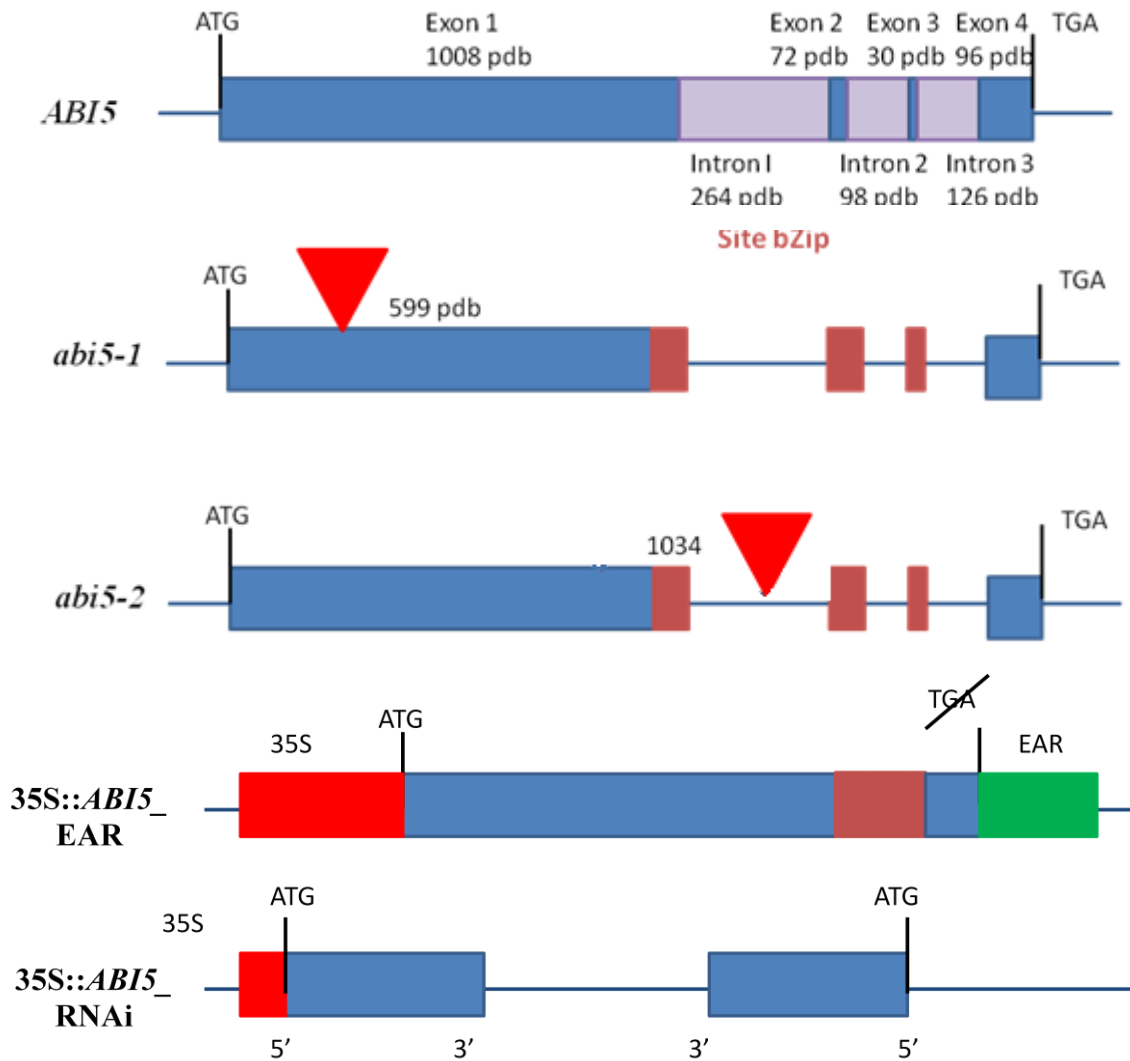 ATG Exon 1 Exon 2 Exon 3 Exon 4 TGA
1008 pdb 72 pdb 30 pdb 96 pdb
ABI5
Intron I Intron 2 Intron 3
264 pdb 98 pdb 126 pdb
Site bZip
ATG TGA
599 pdb
abi5-1
ATG TGA
1034
abi5-2
TGA
ATG
35S EAR
35S::ABI5_
EAR
ATG ATG
35S
35S::ABI5_
RNAi
5’ 3’ 3’ 5’